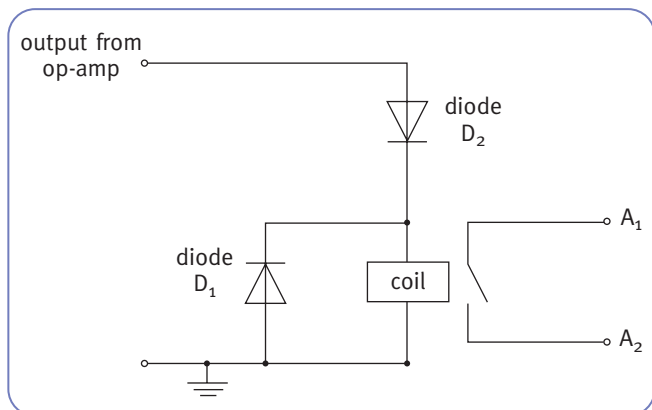 output from
op-amp
diode
D₂
A₁
diode
D₁
coil
A₂